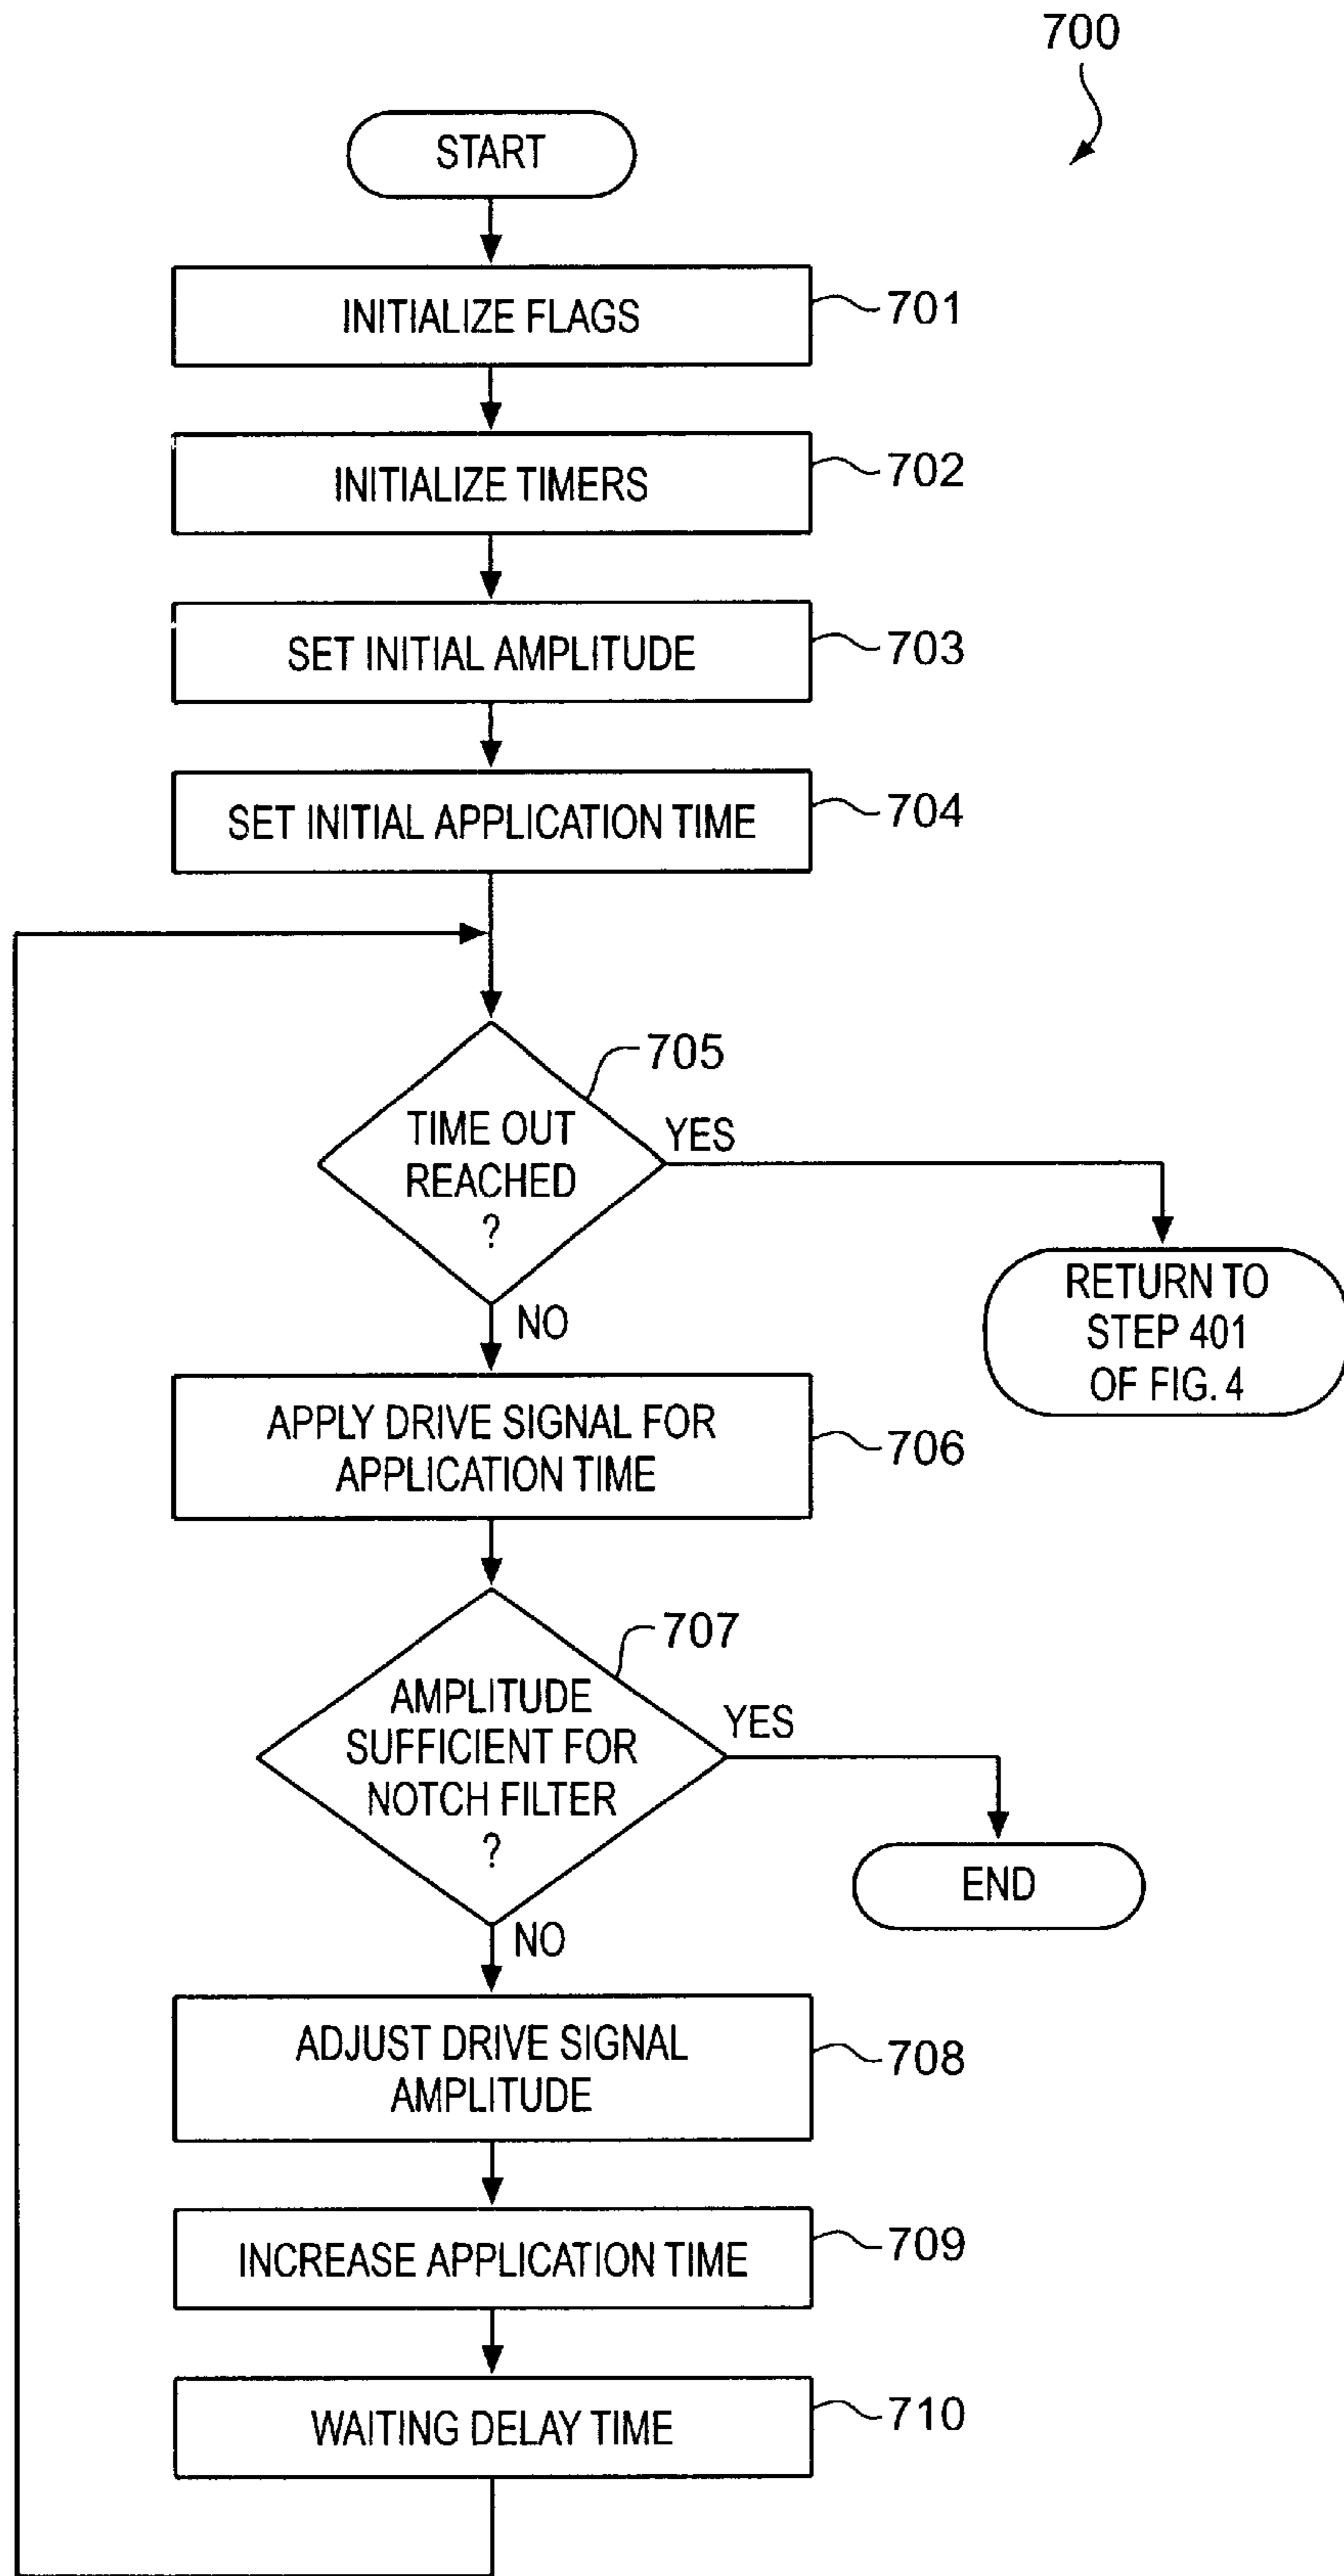 700
START
INITIALIZE FLAGS
701
INITIALIZE TIMERS
702
SET INITIAL AMPLITUDE
703
SET INITIAL APPLICATION TIME
704
705
TIME OUT
REACHED
?
YES
NO
RETURN TO
STEP 401
OF FIG. 4
APPLY DRIVE SIGNAL FOR
APPLICATION TIME
706
707
AMPLITUDE
SUFFICIENT FOR
NOTCH FILTER
?
YES
NO
END
ADJUST DRIVE SIGNAL
AMPLITUDE
708
INCREASE APPLICATION TIME
709
WAITING DELAY TIME
710